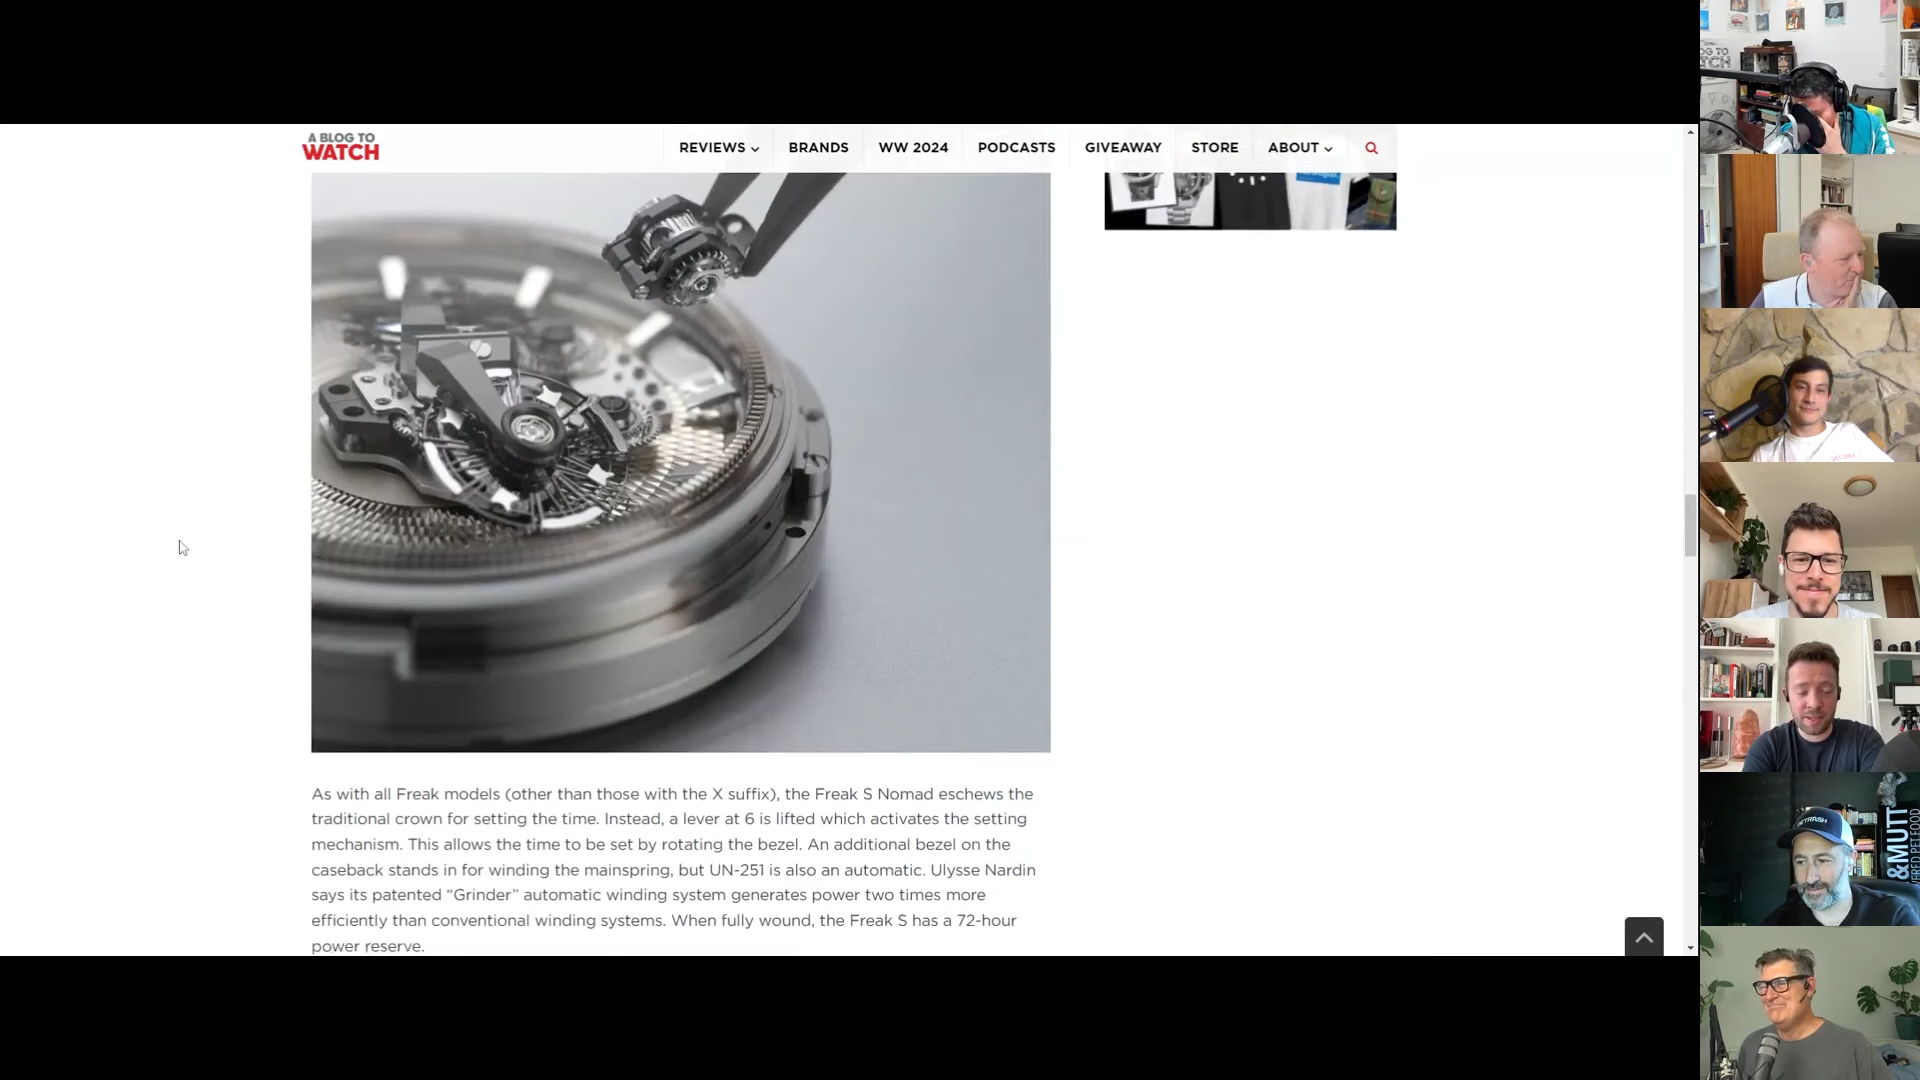 A BLOG TO
WATCH
REVIEWS
BRANDS
WW 2024
PODCASTS
GIVEAWAY
STORE
ABOUT
As with all Freak models (other than those with the X suffix), the Freak S Nomad eschews the
traditional crown for setting the time. Instead, a lever at 6 is lifted which activates the setting
mechanism. This allows the time to be set by rotating the bezel. An additional bezel on the
caseback stands in for winding the mainspring, but UN-251 is also an automatic. Ulysse Nardin
says its patented “Grinder” automatic winding system generates power two times more
efficiently than conventional winding systems. When fully wound, the Freak S has a 72-hour
power reserve.
&MUTT